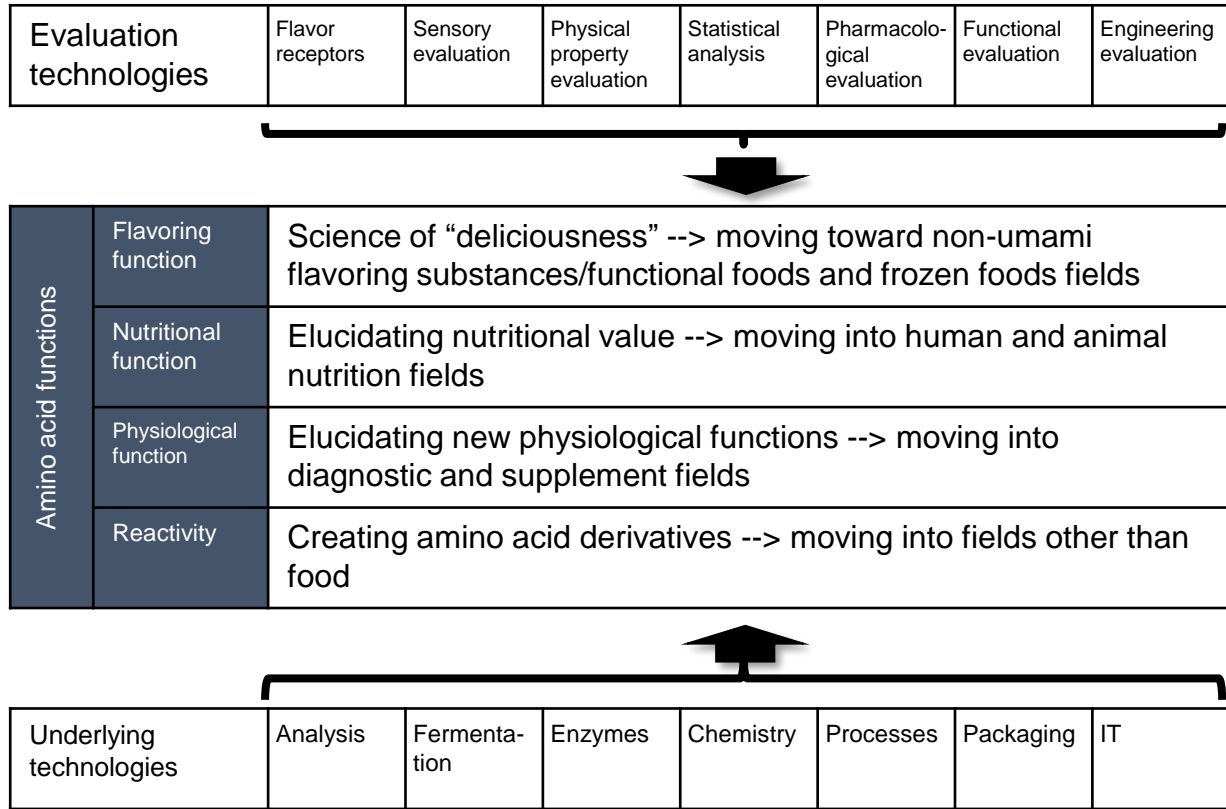 Evaluation
technologies
Flavor
receptors
Sensory
evaluation
Physical
property
evaluation
Statistical
analysis
Pharmacolo-
gical
evaluation
Functional
evaluation
Engineering
evaluation
Amino acid functions
Flavoring
function
Science of “deliciousness” --> moving toward non-umami
flavoring substances/functional foods and frozen foods fields
Nutritional
function
Elucidating nutritional value --> moving into human and animal
nutrition fields
Physiological
function
Elucidating new physiological functions --> moving into
diagnostic and supplement fields
Reactivity
Creating amino acid derivatives --> moving into fields other than
food
Underlying
technologies
Analysis
Fermenta-
tion
Enzymes
Chemistry
Processes
Packaging
IT